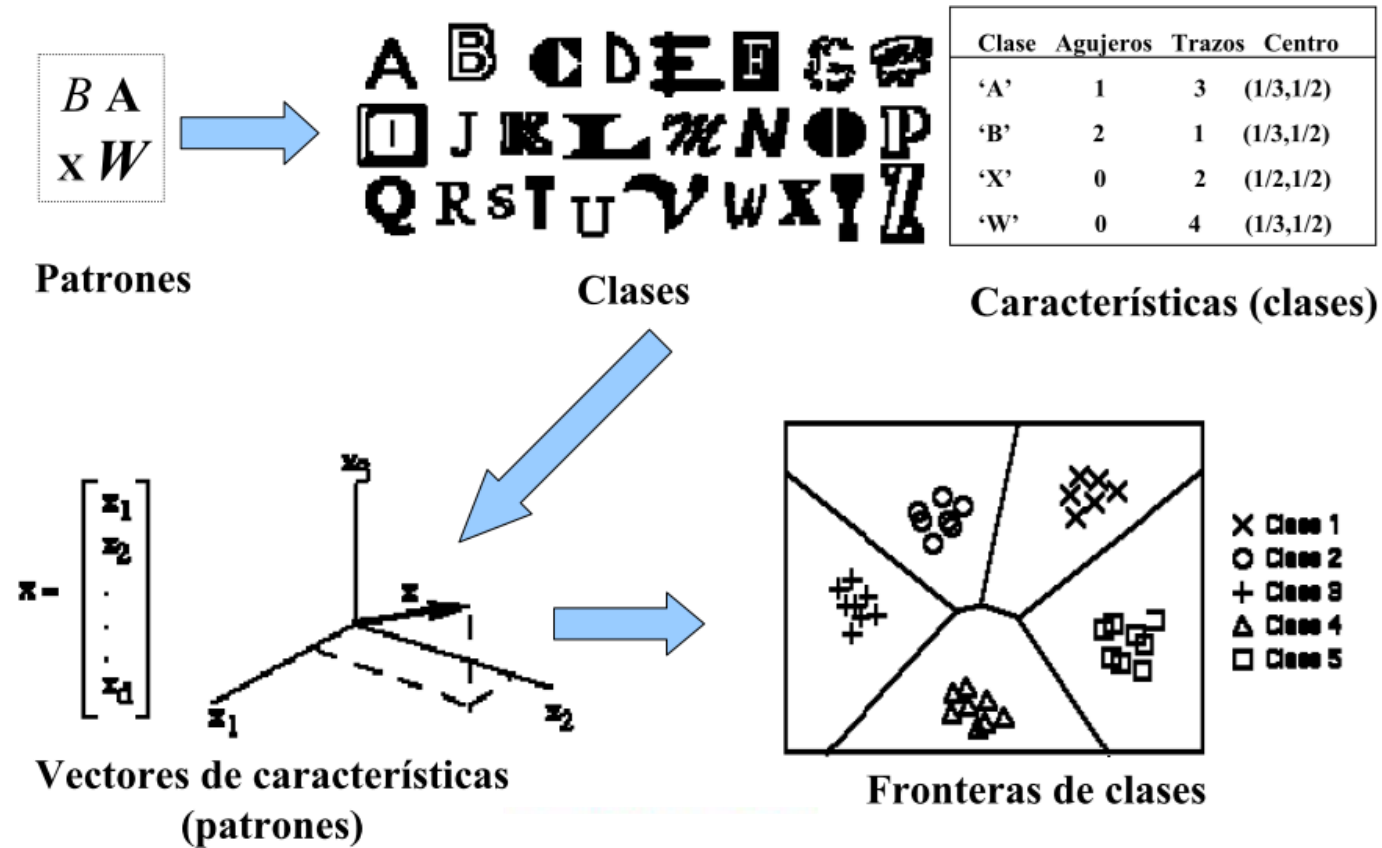 B A
X W
Patrones
A B C D E F G
I J K L M N O P
Q R S T U V W X Y Z
Clases
Clase Agujeros Trazos Centro
‘A’ 1 3 (1/3,1/2)
‘B’ 2 1 (1/3,1/2)
‘X’ 0 2 (1/2,1/2)
‘W’ 0 4 (1/3,1/2)
Características (clases)
x =
x1
x2
.
.
.
xd
x3
x
x1
x2
Vectores de características
(patrones)
Clase 1
Clase 2
Clase 3
Clase 4
Clase 5
Fronteras de clases